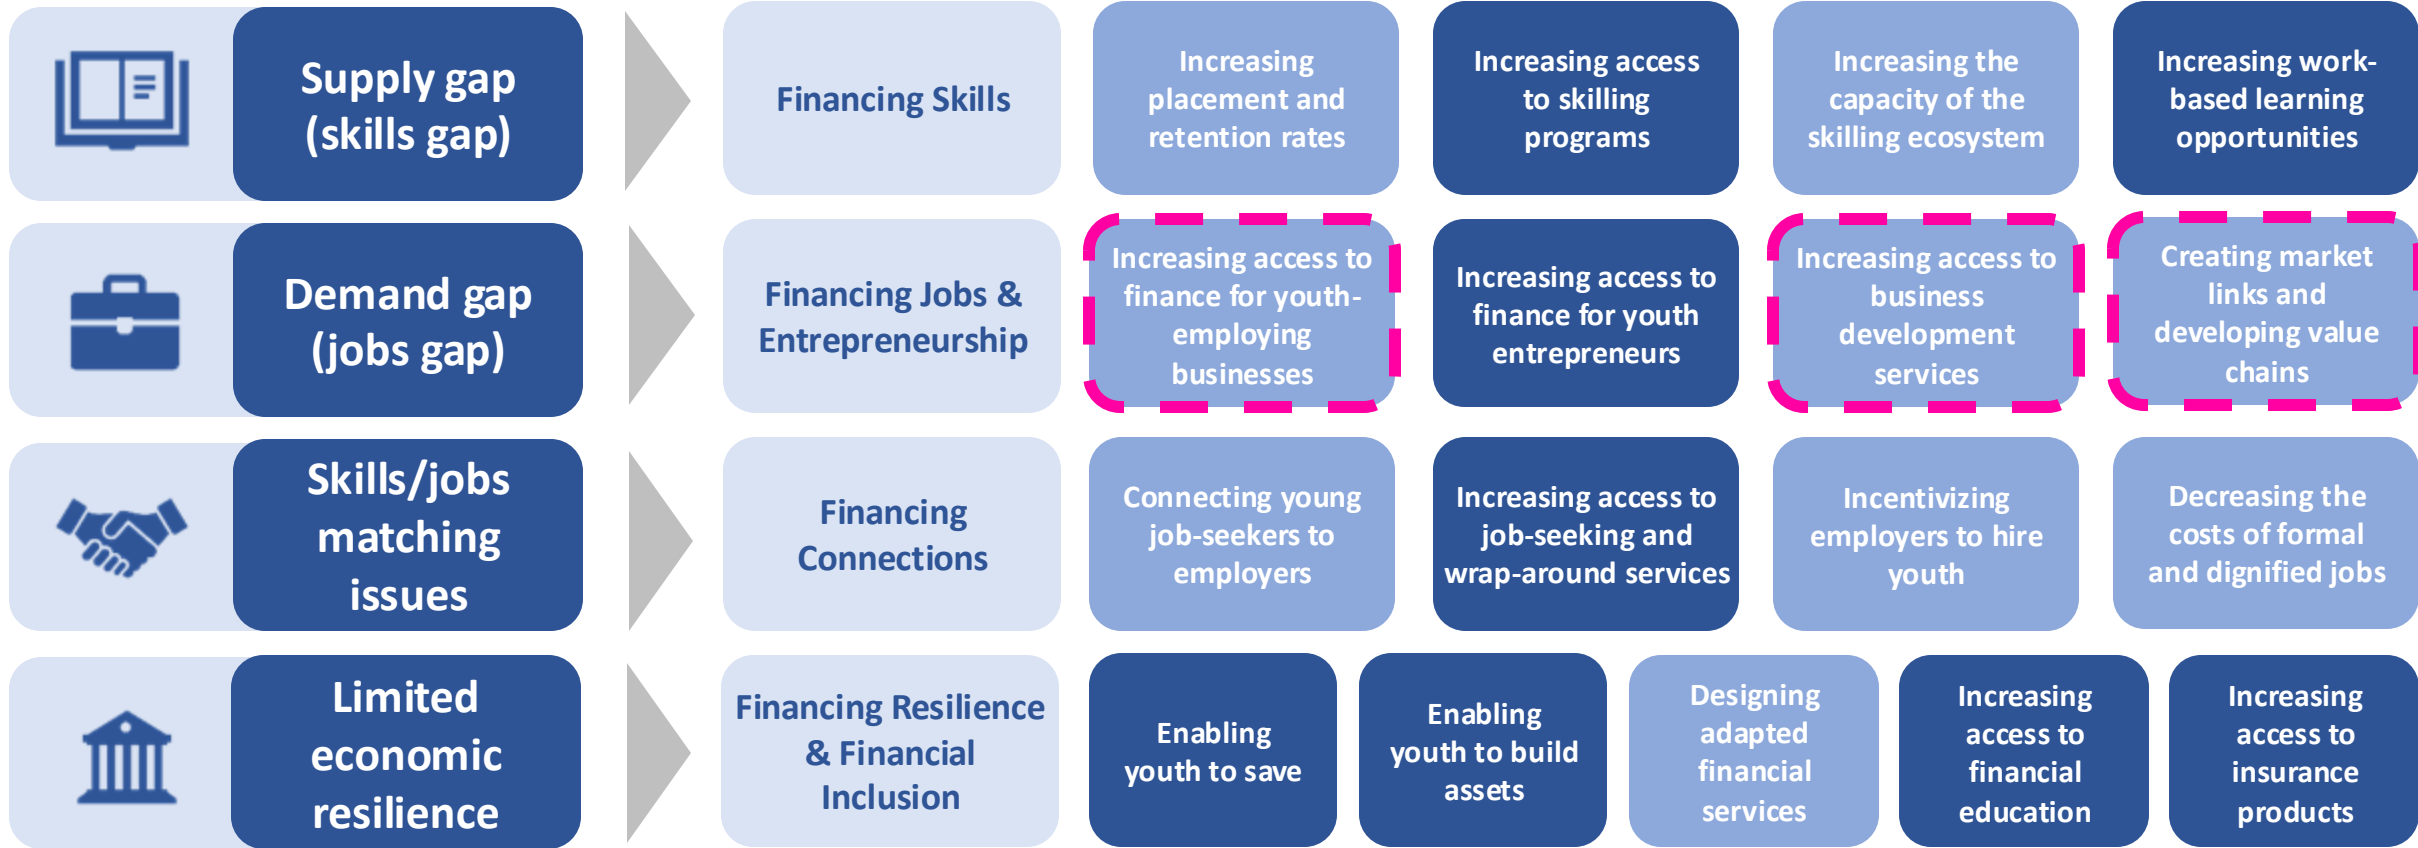 Supply gap
(skills gap)
Financing Skills
Increasing
placement and
retention rates
Increasing access
to skilling
programs
Increasing the
capacity of the
skilling ecosystem
Increasing work-
based learning
opportunities
Demand gap
(jobs gap)
Financing Jobs &
Entrepreneurship
Increasing access to
finance for youth-
employing
businesses
Increasing access to
finance for youth
entrepreneurs
Increasing access to
business
development
services
Creating market
links and
developing value
chains
Skills/jobs
matching
issues
Financing
Connections
Connecting young
job-seekers to
employers
Increasing access to
job-seeking and
wrap-around services
Incentivizing
employers to hire
youth
Decreasing the
costs of formal
and dignified jobs
Limited
economic
resilience
Financing Resilience
& Financial
Inclusion
Enabling
youth to save
Enabling
youth to build
assets
Designing
adapted
financial
services
Increasing
access to
financial
education
Increasing
access to
insurance
products